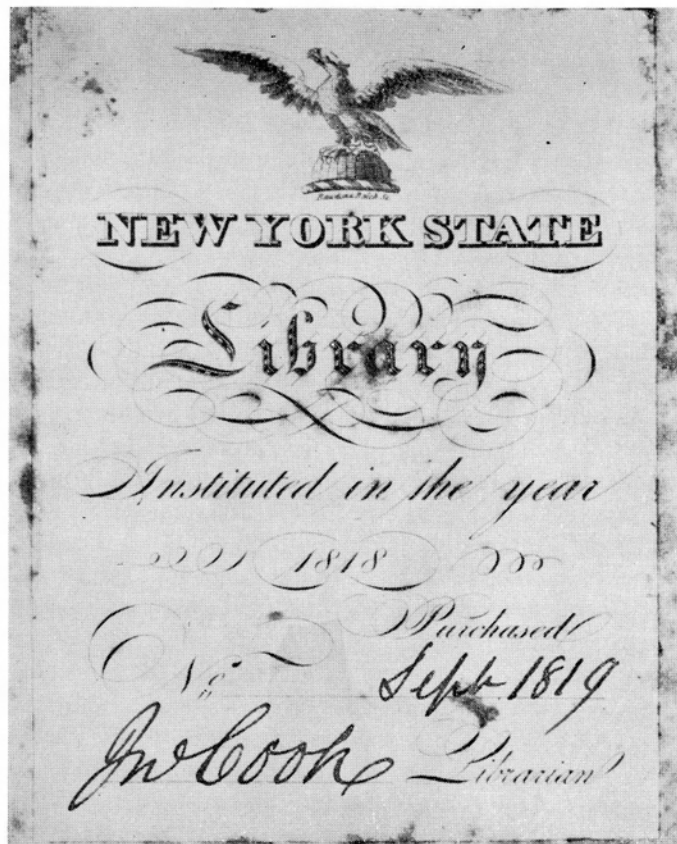 NEW YORK STATE
Library
Instituted in the year
1818
Purchased
No. Sept 1819
Jno Cook Librarian